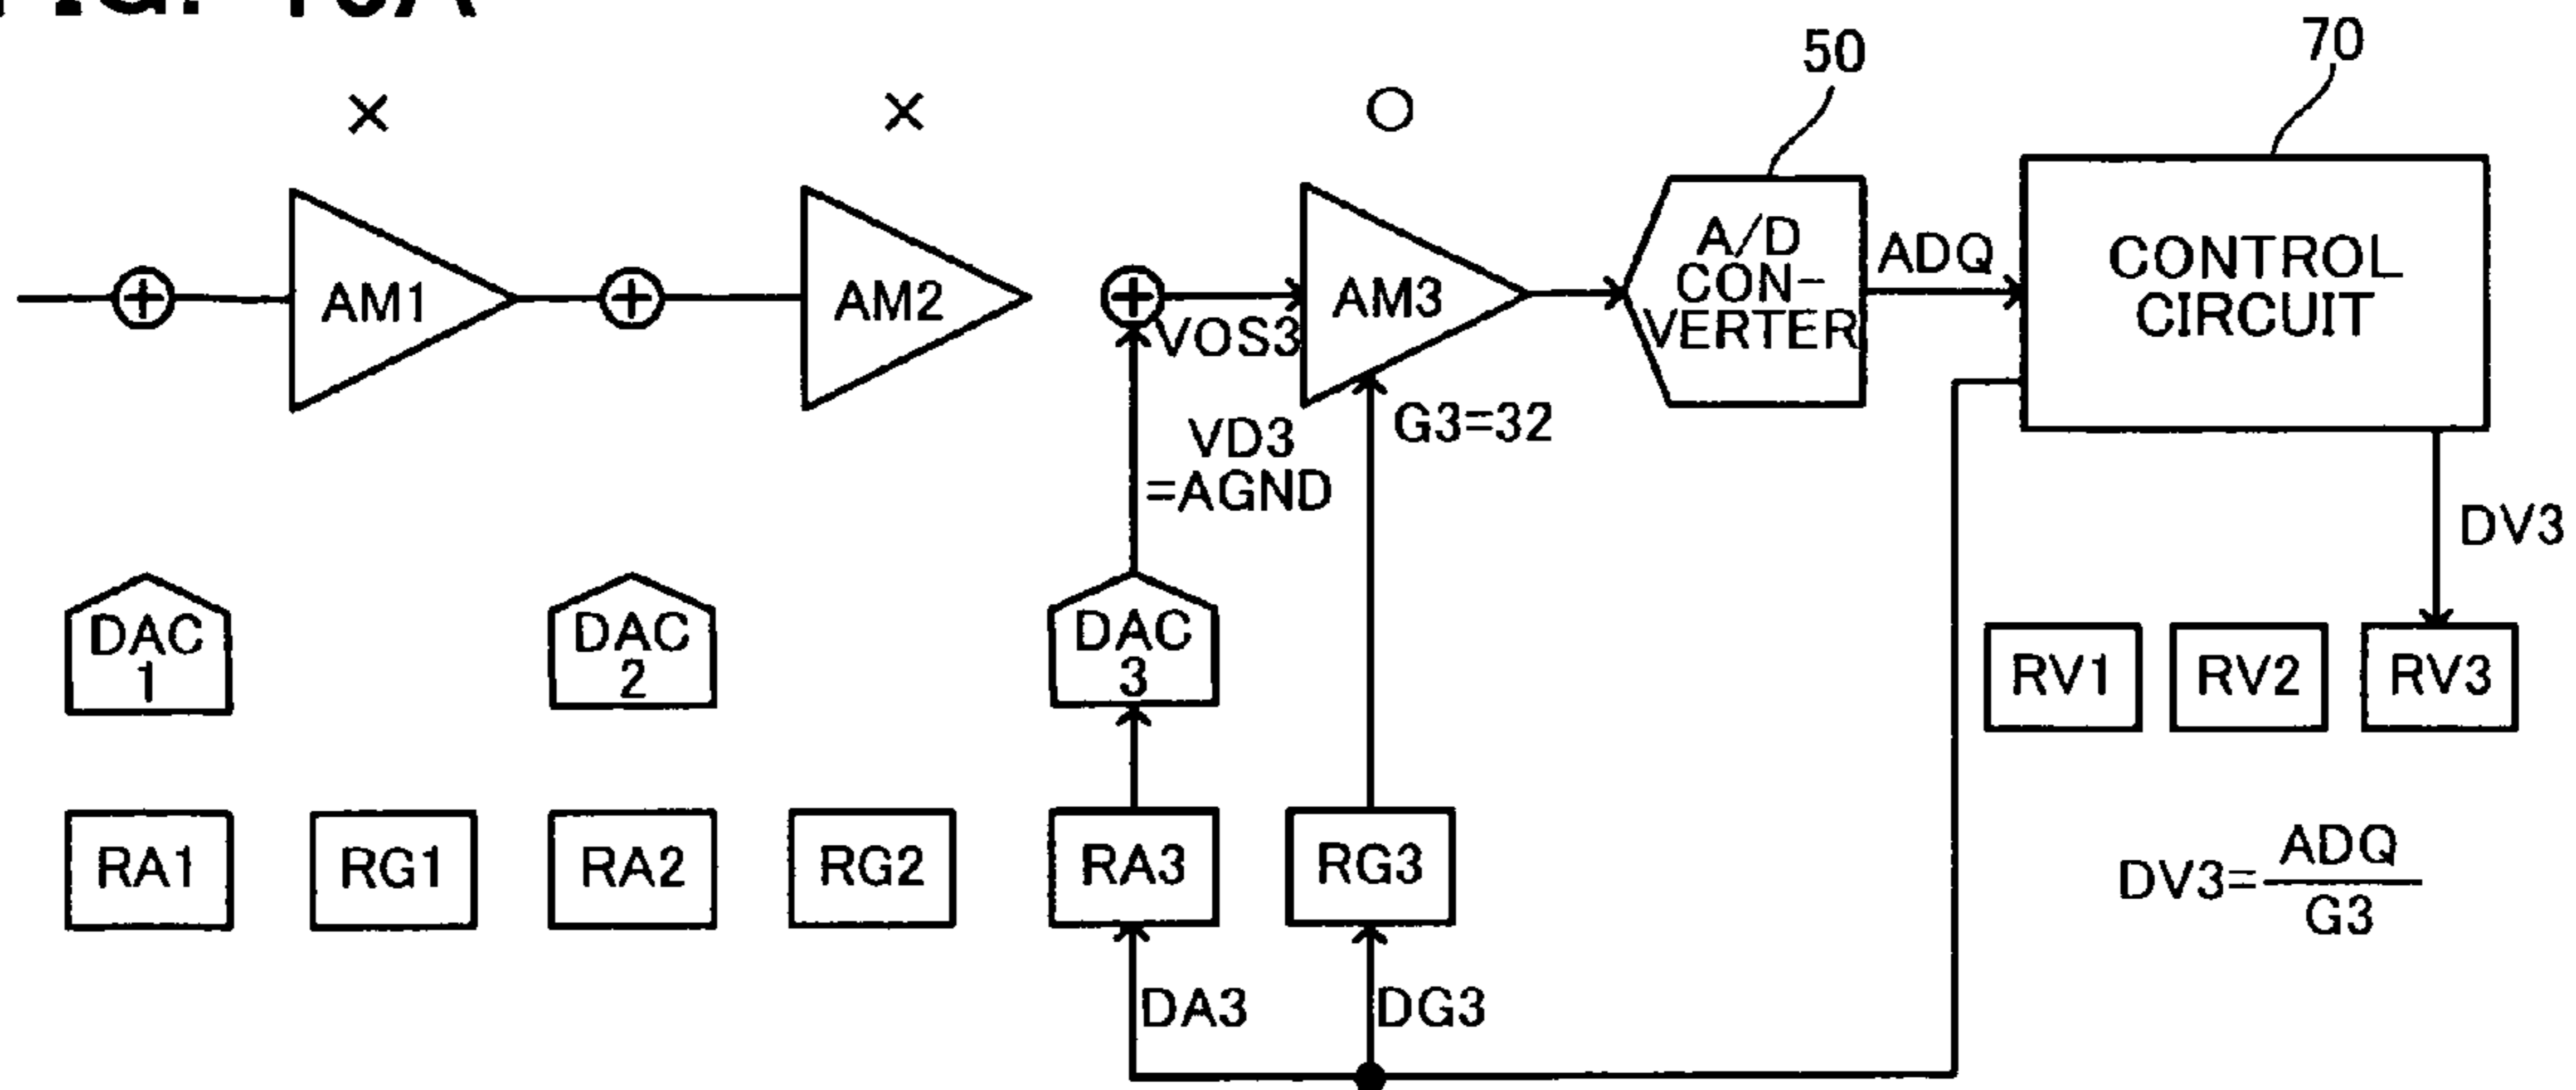 50
70
×
×
○
AM1
AM2
VOS3
AM3
A/D
CON-
VERTER
ADQ
CONTROL
CIRCUIT
G3=32
VD3
=AGND
DV3
DAC
1
DAC
2
DAC
3
RV1
RV2
RV3
RA1
RG1
RA2
RG2
RA3
RG3
DV3=ADQ/G3
DA3
DG3